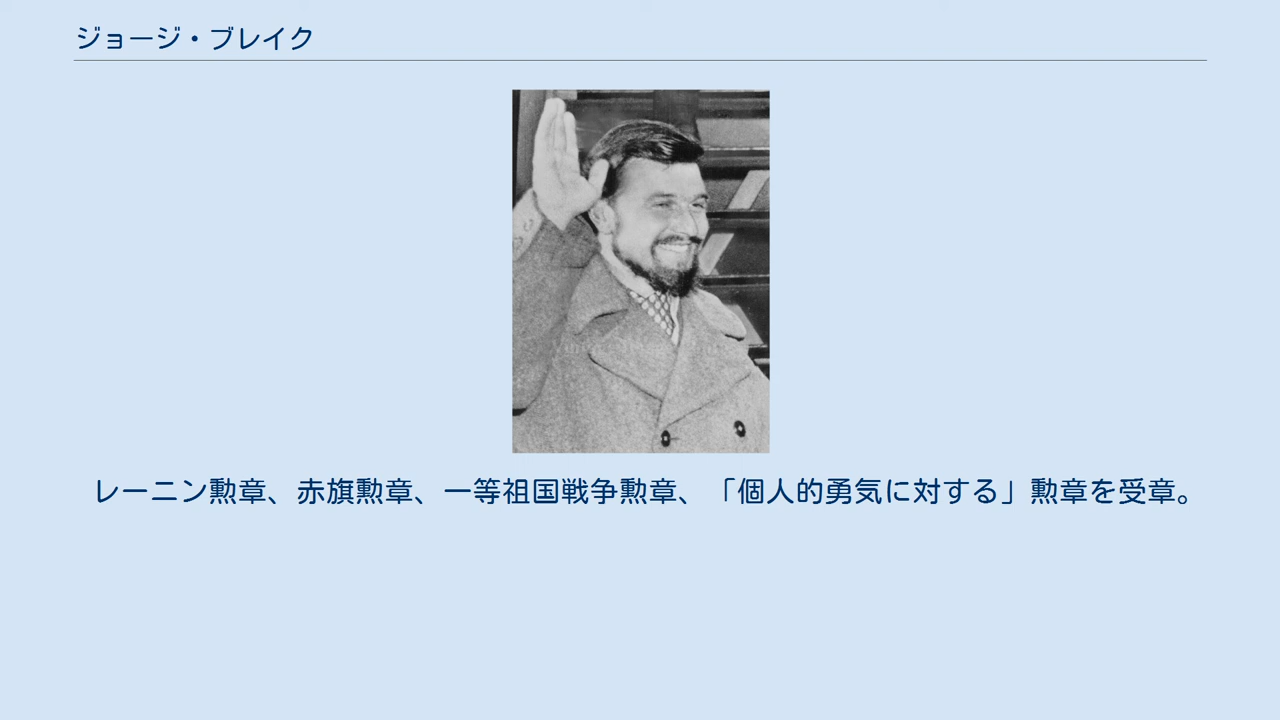 ジョージ・ブレイク
レーニン勲章、赤旗勲章、一等祖国戦争勲章、「個人的勇気に対する」勲章を受章。